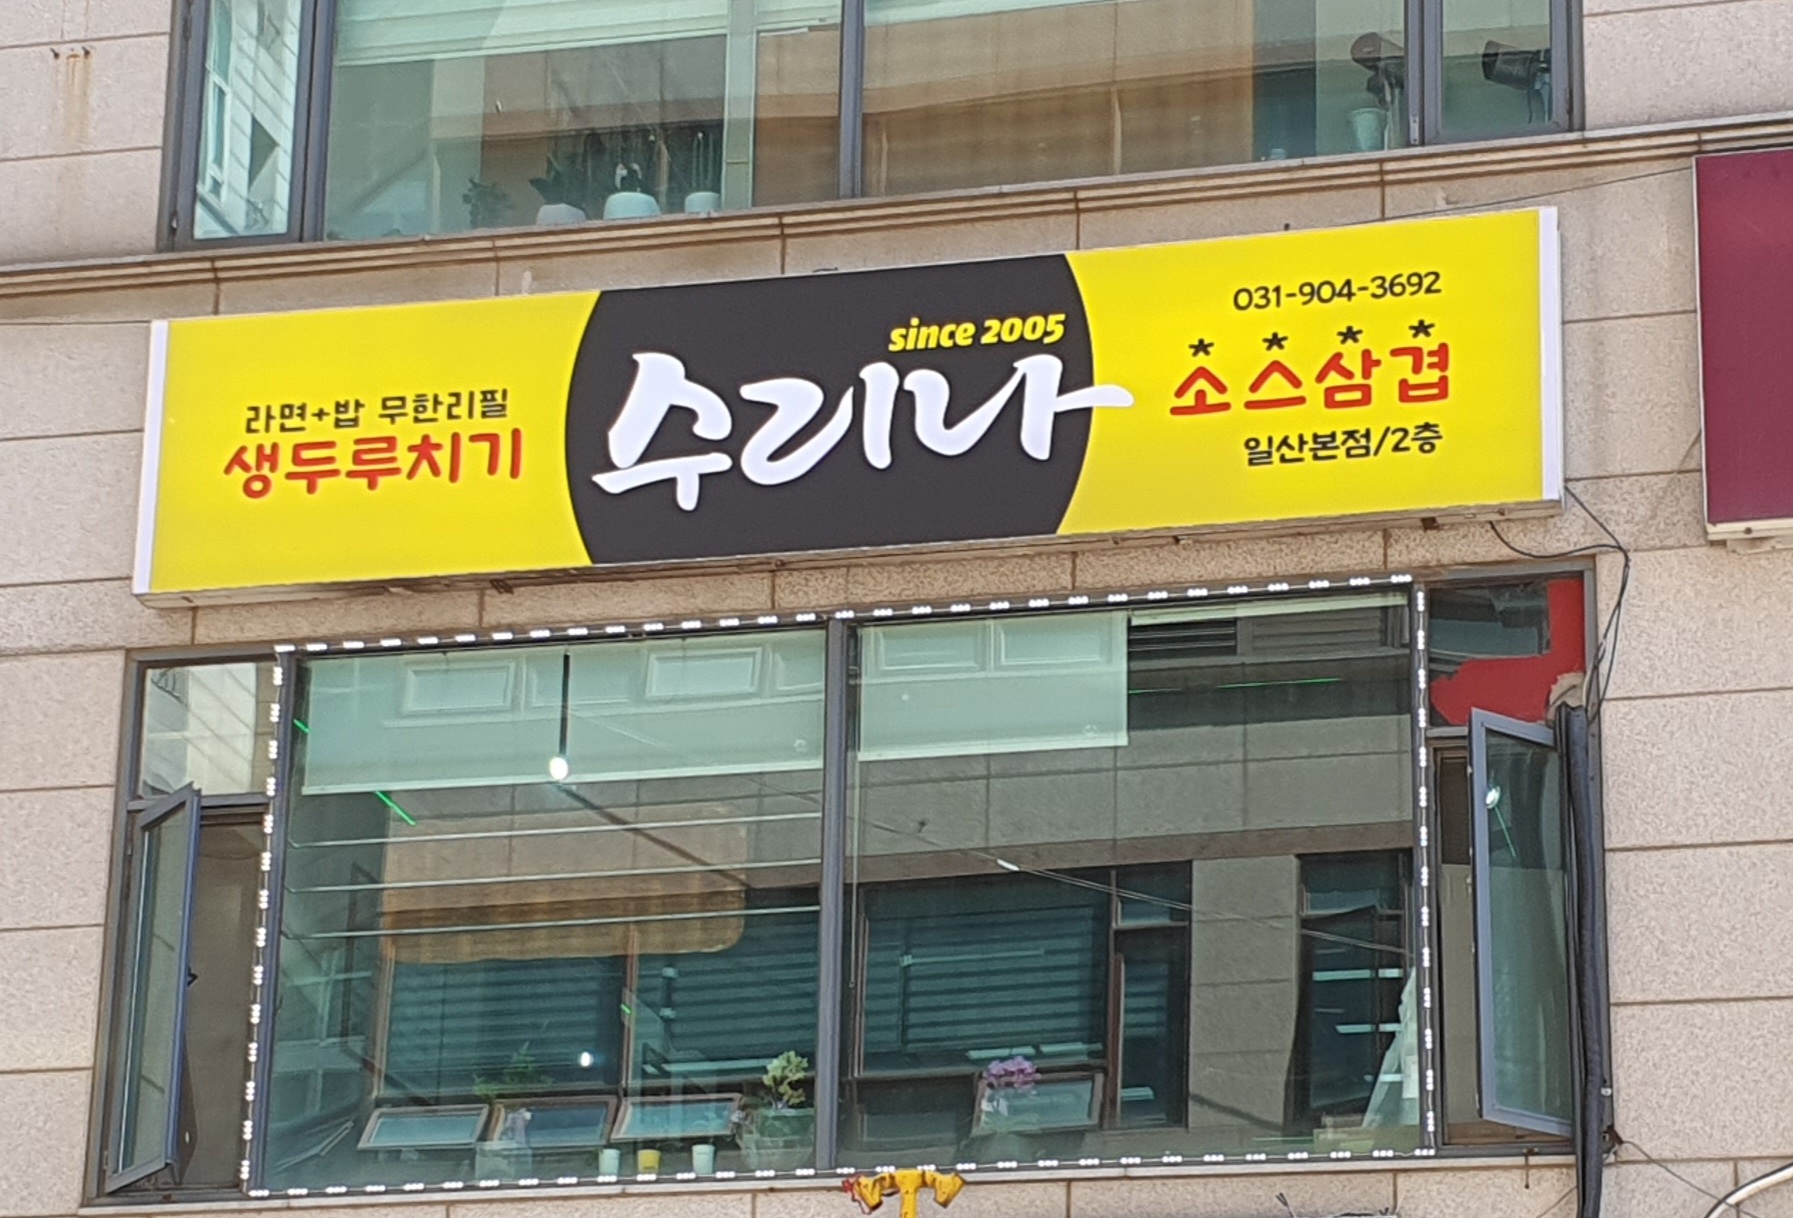 라면+밥 무한리필
생두루치기
since 2005
수리나
031-904-3692
소스삼겹
일산본점/2층